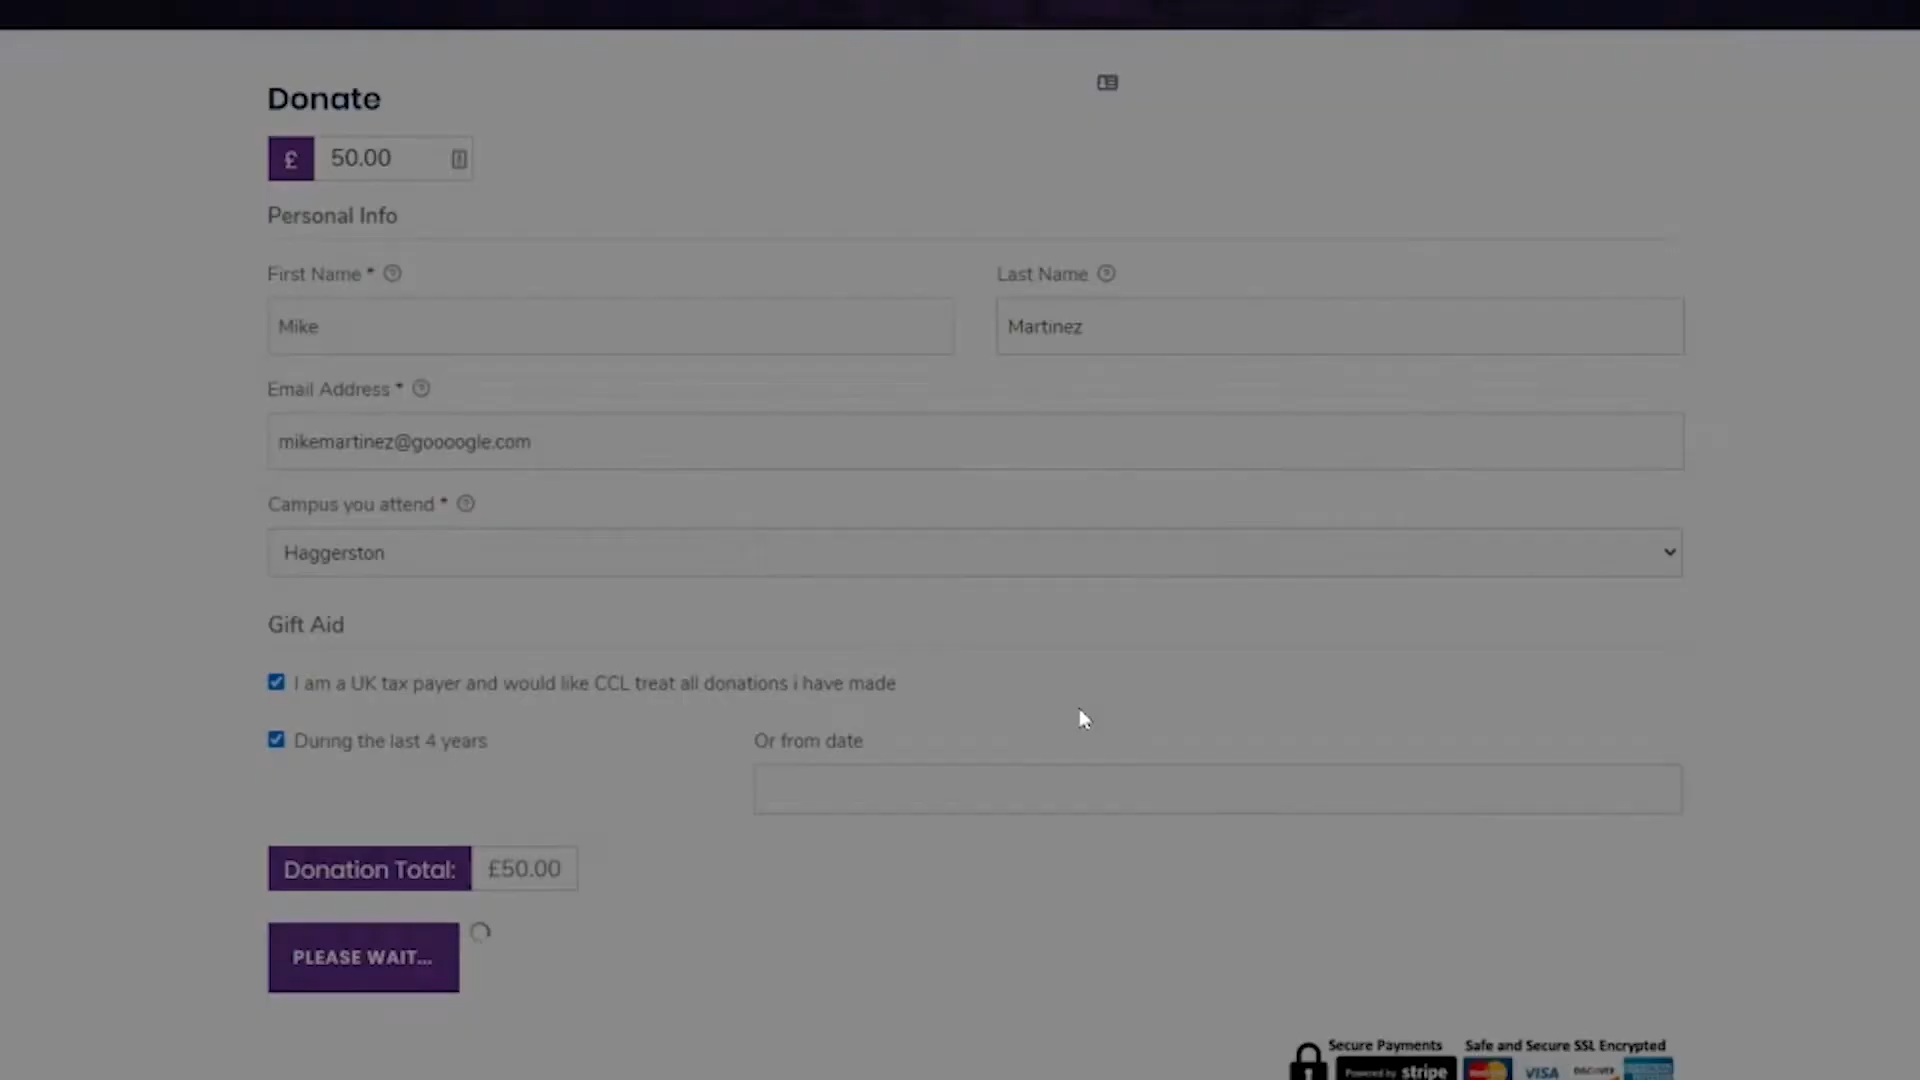 Donate
£ 50.00
Personal Info
First Name *
Last Name
Mike
Martinez
Email Address *
mikemartinez@goooogle.com
Campus you attend *
Haggerston
Gift Aid
I am a UK tax payer and would like CCL treat all donations i have made
During the last 4 years
Or from date
Donation Total: £50.00
PLEASE WAIT...
Secure Payments
Safe and Secure SSL Encrypted
Powered by stripe
VISA
DISCOVER